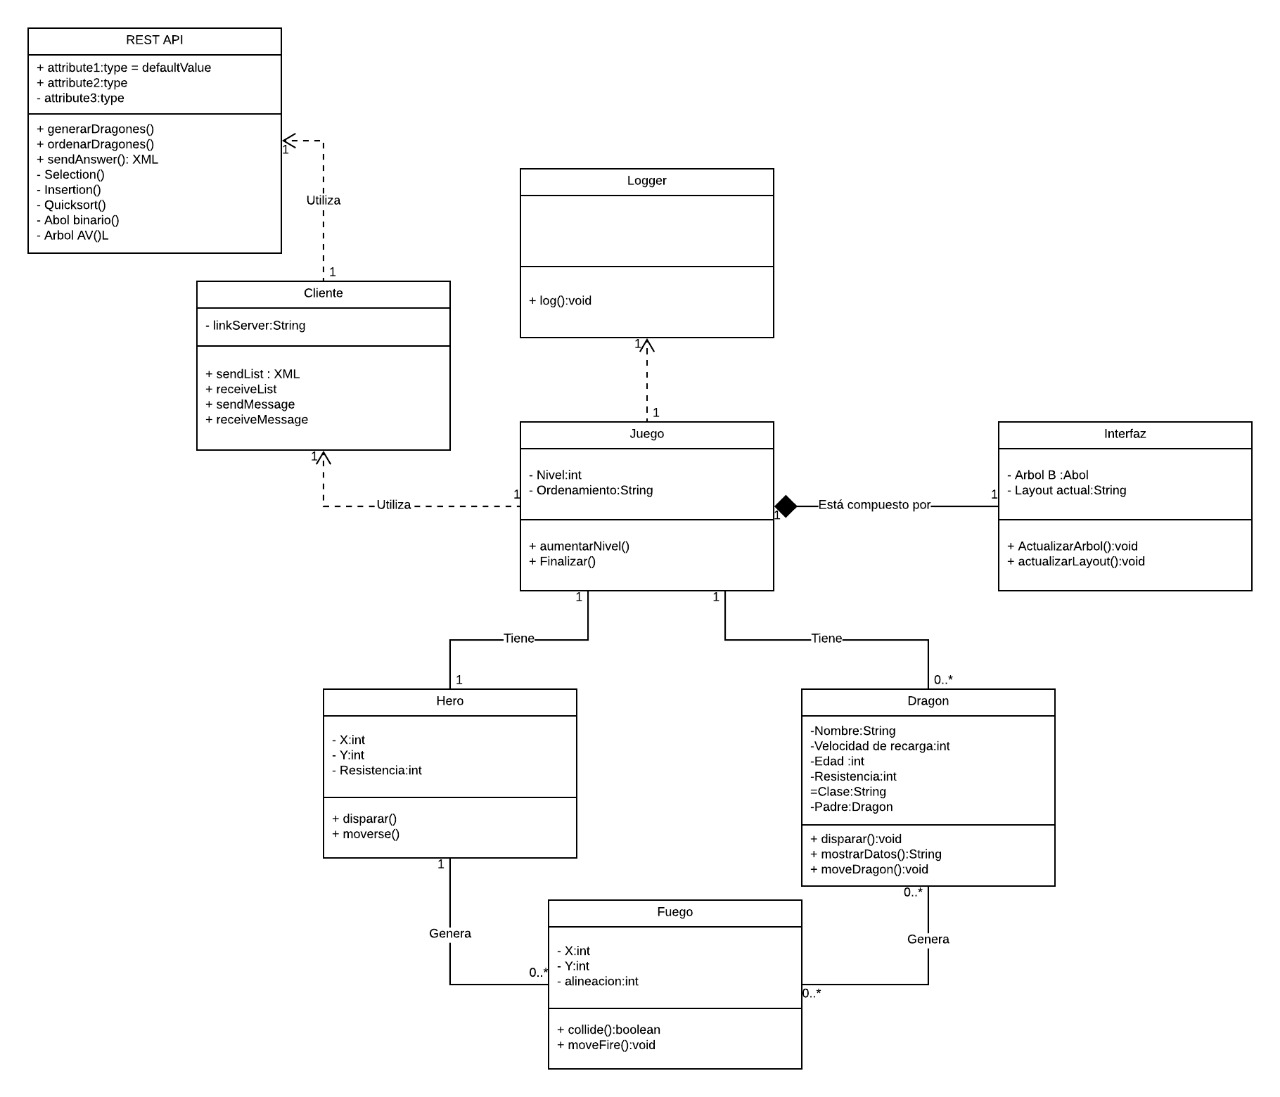 REST API
+ attribute1:type = defaultValue
+ attribute2:type
- attribute3:type
+ generarDragones()
+ ordenarDragones()
+ sendAnswer(): XML
- Selection()
- Insertion()
- Quicksort()
- Abol binario()
- Arbol AV()L
1
Utiliza
1
Cliente
- linkServer:String
+ sendList : XML
+ receiveList
+ sendMessage
+ receiveMessage
1
Utiliza
1
Logger
+ log():void
1
1
Juego
- Nivel:int
- Ordenamiento:String
+ aumentarNivel()
+ Finalizar()
1
Está compuesto por
1
Interfaz
- Arbol B :Abol
- Layout actual:String
+ ActualizarArbol():void
+ actualizarLayout():void
1
Tiene
1
1
Tiene
0..*
Hero
- X:int
- Y:int
- Resistencia:int
+ disparar()
+ moverse()
Dragon
-Nombre:String
-Velocidad de recarga:int
-Edad :int
-Resistencia:int
=Clase:String
-Padre:Dragon
+ disparar():void
+ mostrarDatos():String
+ moveDragon():void
1
Genera
0..*
0..*
Genera
0..*
Fuego
- X:int
- Y:int
- alineacion:int
+ collide():boolean
+ moveFire():void